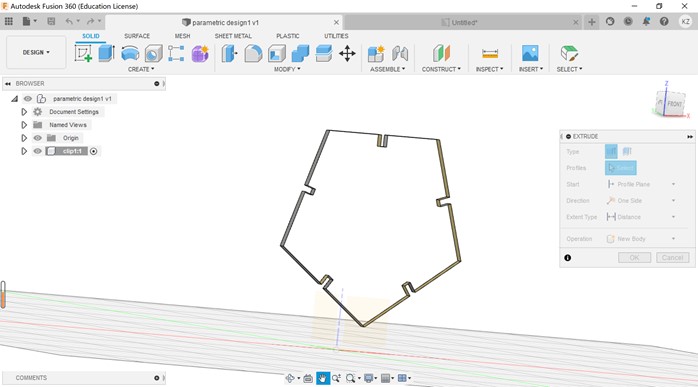 Autodesk Fusion 360 (Education License)
parametric design1 v1
Untitled*
KZ
DESIGN
SOLID
SURFACE
MESH
SHEET METAL
PLASTIC
UTILITIES
CREATE
MODIFY
ASSEMBLE
CONSTRUCT
INSPECT
INSERT
SELECT
BROWSER
parametric design1 v1
Document Settings
Named Views
Origin
clip1:1
Z
FRONT
X
EXTRUDE
Type
Profiles
Select
Start
Profile Plane
Direction
One Side
Extent Type
Distance
Operation
New Body
OK
Cancel
COMMENTS